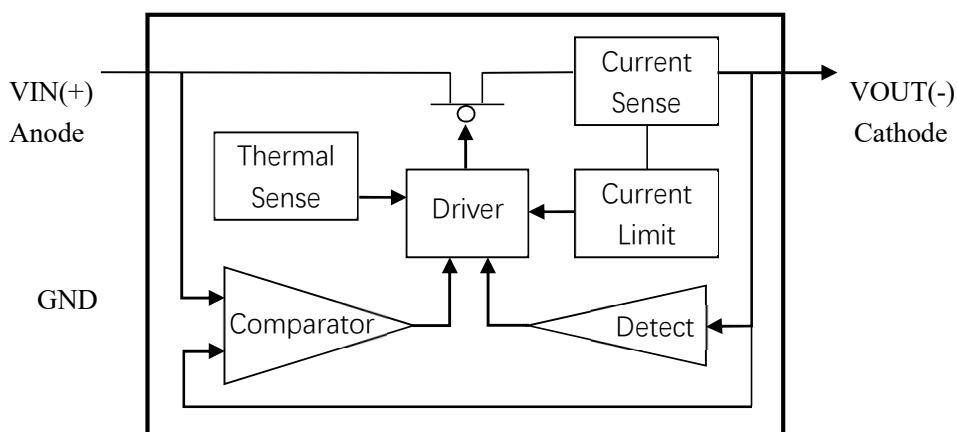 VIN(+)
Anode
Current
Sense
VOUT(-)
Cathode
Thermal
Sense
Driver
Current
Limit
GND
Comparator
Detect